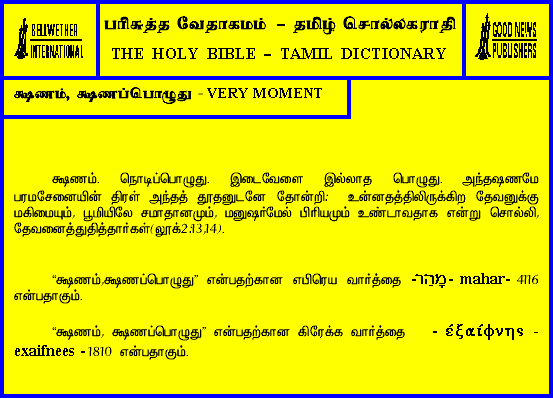 BELLWETHER
INTERNATIONAL
பரிசுத்த வேதாகமம் – தமிழ் சொல்லகராதி
THE HOLY BIBLE – TAMIL DICTIONARY
GOOD NEWS
PUBLISHERS
க்ஷணம், க்ஷணப்பொழுது - VERY MOMENT
க்ஷணம். நொடிப்பொழுது. இடைவேளை இல்லாத பொழுது. அந்தஷணமே
பரமசேனையின் திரள் அந்தத் தூதனுடனே தோன்றி: உன்னதத்திலிருக்கிற தேவனுக்கு
மகிமையும், பூமியிலே சமாதானமும், மனுஷர்மேல் பிரியமும் உண்டாவதாக என்று சொல்லி,
தேவனைத்துதித்தார்கள்(லூக்2:13,14).
“க்ஷணம்,க்ஷணப்பொழுது” என்பதற்கான எபிரெய வார்த்தை -מָהַר- mahar- 4116
என்பதாகும்.
“க்ஷணம், க்ஷணப்பொழுது” என்பதற்கான கிரேக்க வார்த்தை - έξαίφνης -
exaifnees - 1810 என்பதாகும்.